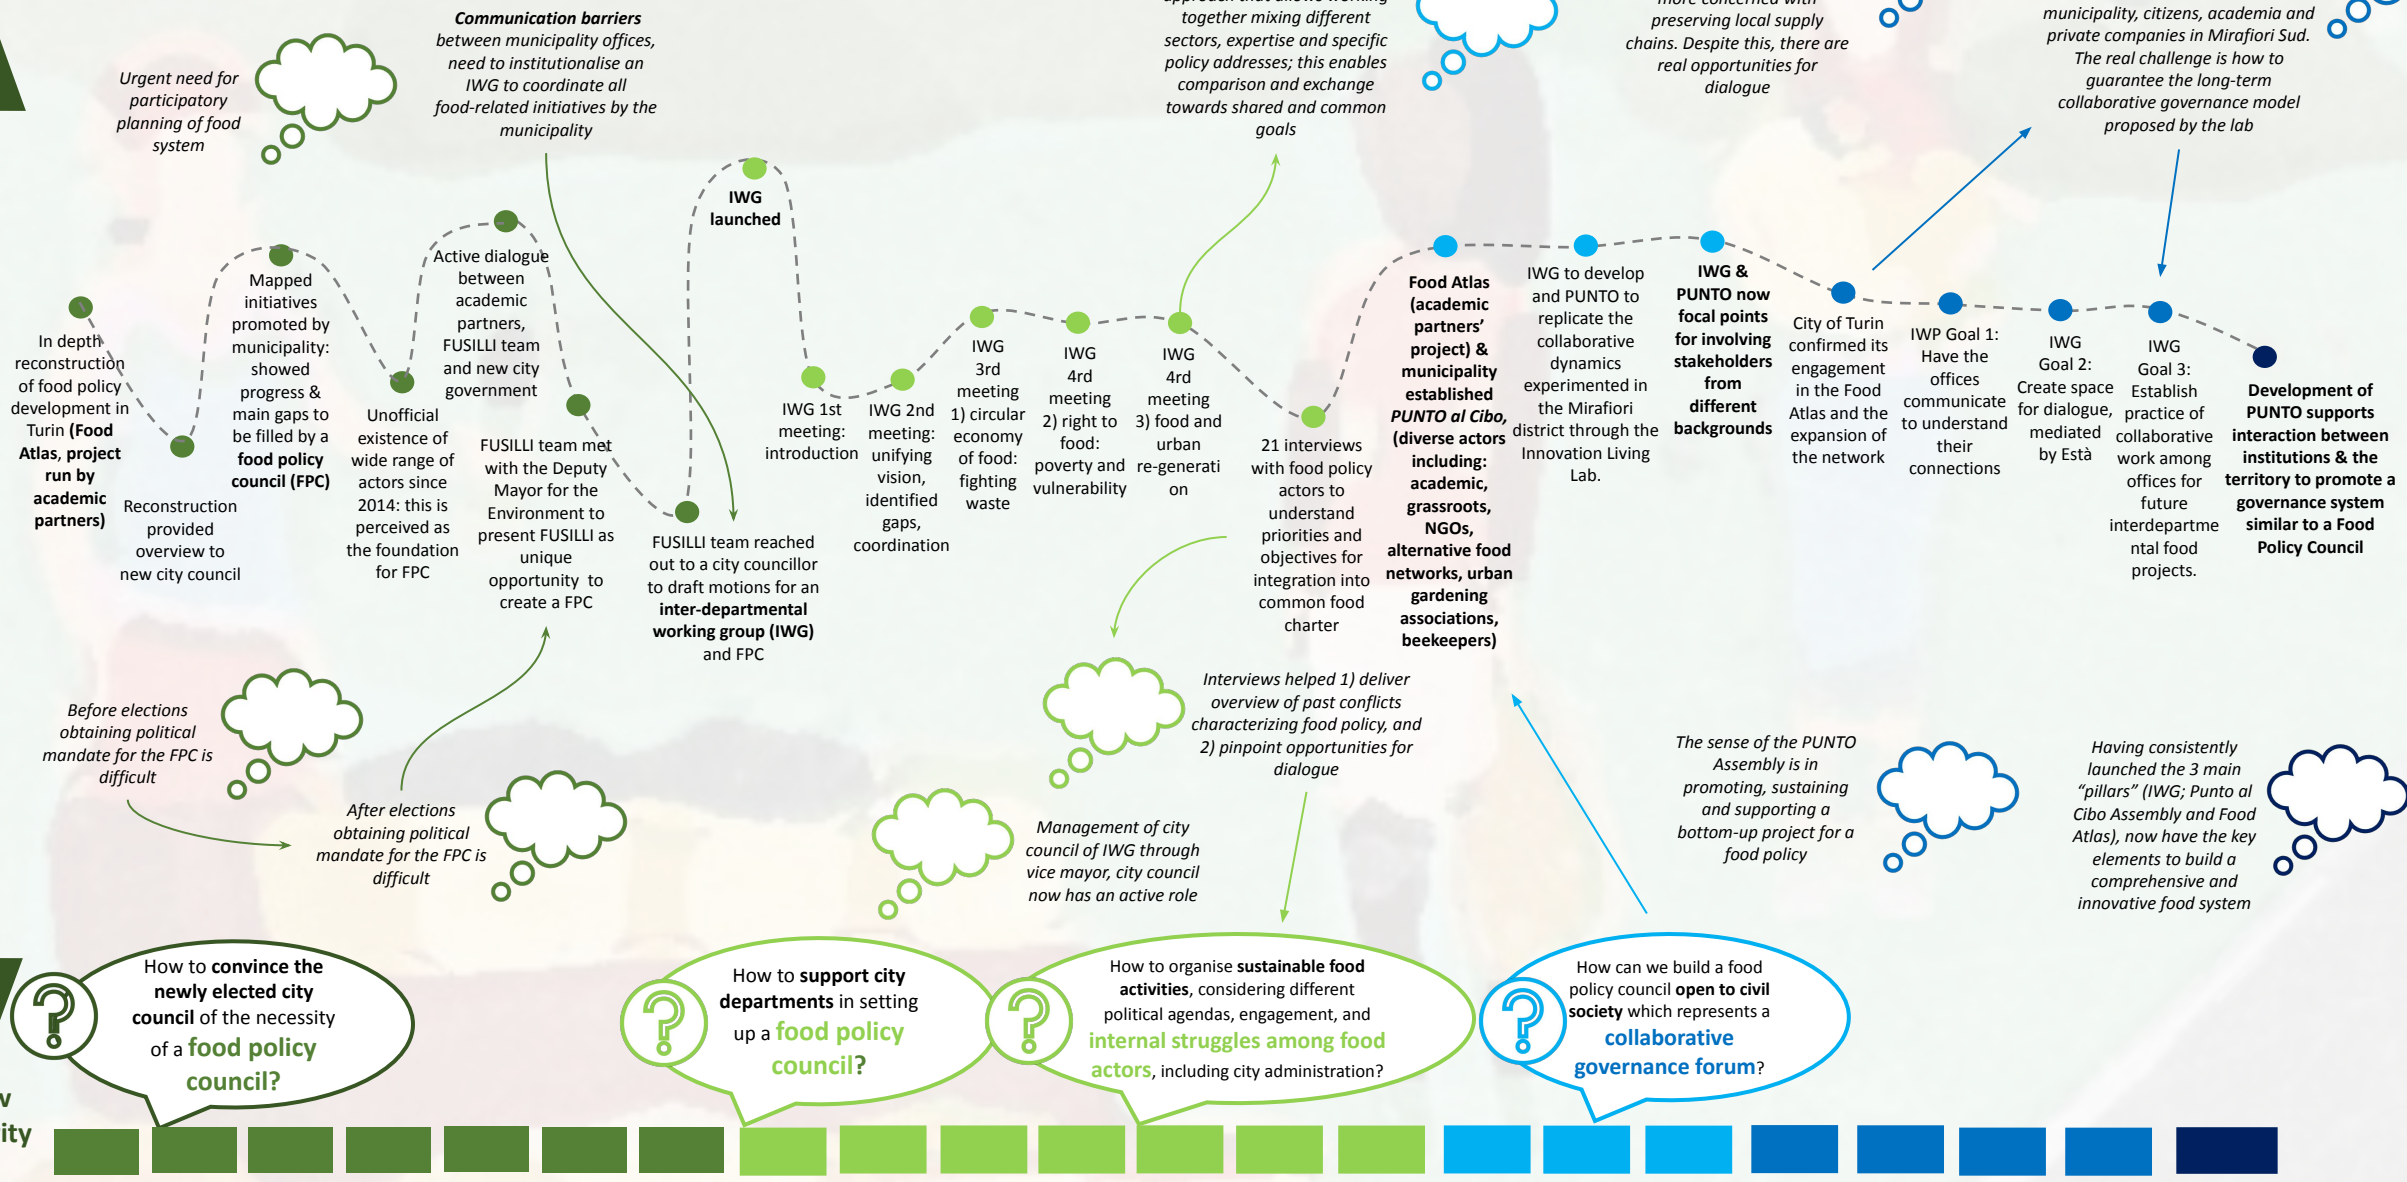 Communication barriers
between municipality offices,
need to institutionalise an
IWG to coordinate all
food-related initiatives by the
municipality
approach that allows working
together mixing different
sectors, expertise and specific
policy addresses; this enables
comparison and exchange
towards shared and common
goals
more concerned with
preserving local supply
chains. Despite this, there are
real opportunities for
dialogue
municipality, citizens, academia and
private companies in Mirafiori Sud.
The real challenge is how to
guarantee the long-term
collaborative governance model
proposed by the lab
Urgent need for
participatory
planning of food
system
In depth
reconstruction
of food policy
development in
Turin (Food
Atlas, project
run by
academic
partners)
Reconstruction
provided
overview to
new city council
Mapped
initiatives
promoted by
municipality:
showed
progress &
main gaps to
be filled by a
food policy
council (FPC)
Unofficial
existence of
wide range of
actors since
2014: this is
perceived as
the foundation
for FPC
Active dialogue
between
academic
partners,
FUSILLI team
and new city
government
FUSILLI team met
with the Deputy
Mayor for the
Environment to
present FUSILLI as
unique
opportunity to
create a FPC
FUSILLI team reached
out to a city councillor
to draft motions for an
inter-departmental
working group (IWG)
and FPC
IWG
launched
IWG 1st
meeting:
introduction
IWG 2nd
meeting:
unifying
vision,
identified
gaps,
coordination
IWG
3rd
meeting
1) circular
economy
of food:
fighting
waste
IWG
4rd
meeting
2) right to
food:
poverty and
vulnerability
IWG
4rd
meeting
3) food and
urban
re-generati
on
21 interviews
with food policy
actors to
understand
priorities and
objectives for
integration into
common food
charter
Food Atlas
(academic
partners’
project) &
municipality
established
PUNTO al Cibo,
(diverse actors
including:
academic,
grassroots,
NGOs,
alternative food
networks, urban
gardening
associations,
beekeepers)
IWG to develop
and PUNTO to
replicate the
collaborative
dynamics
experimented in
the Mirafiori
district through the
Innovation Living
Lab.
IWG &
PUNTO now
focal points
for involving
stakeholders
from
different
backgrounds
City of Turin
confirmed its
engagement
in the Food
Atlas and the
expansion of
the network
IWP Goal 1:
Have the
offices
communicate
to understand
their
connections
IWG
Goal 2:
Create space
for dialogue,
mediated
by Està
IWG
Goal 3:
Establish
practice of
collaborative
work among
offices for
future
interdepartme
ntal food
projects.
Development of
PUNTO supports
interaction between
institutions & the
territory to promote a
governance system
similar to a Food
Policy Council
Before elections
obtaining political
mandate for the FPC is
difficult
After elections
obtaining political
mandate for the FPC is
difficult
Interviews helped 1) deliver
overview of past conflicts
characterizing food policy, and
2) pinpoint opportunities for
dialogue
Management of city
council of IWG through
vice mayor, city council
now has an active role
The sense of the PUNTO
Assembly is in
promoting, sustaining
and supporting a
bottom-up project for a
food policy
Having consistently
launched the 3 main
“pillars” (IWG; Punto al
Cibo Assembly and Food
Atlas), now have the key
elements to build a
comprehensive and
innovative food system
?
How to convince the
newly elected city
council of the necessity
of a food policy
council?
?
How to support city
departments in setting
up a food policy
council?
?
How to organise sustainable food
activities, considering different
political agendas, engagement, and
internal struggles among food
actors, including city administration?
?
How can we build a food
policy council open to civil
society which represents a
collaborative
governance forum?
ity